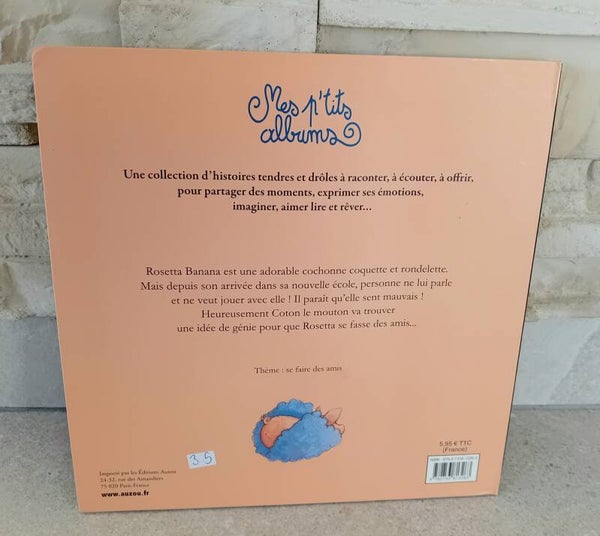 Mes p'tits
albums
Une collection d'histoires tendres et drôles à raconter, à écouter, à offrir,
pour partager des moments, exprimer ses émotions,
imaginer, aimer lire et rêver...
Rosetta Banana est une adorable cochonne coquette et rondelette.
Mais depuis son arrivée dans sa nouvelle école, personne ne lui parle
et ne veut jouer avec elle ! Il paraît qu'elle sent mauvais !
Heureusement Coton le mouton va trouver
une idée de génie pour que Rosetta se fasse des amis...
Thème : se faire des amis
5,95 € TTC
(France)
35
Imprimé par les Éditions Auzou
24-32, rue des Amandiers
75 020 Paris-France
www.auzou.fr